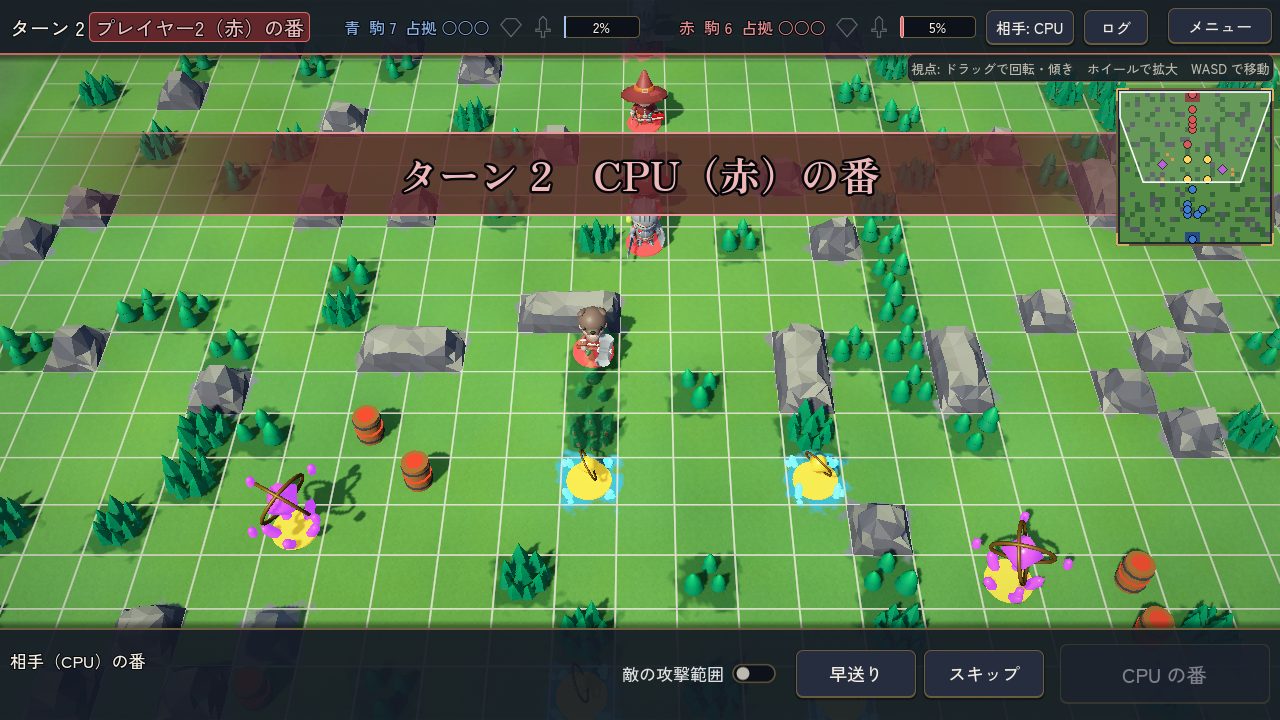 ターン 2 プレイヤー2（赤）の番 青 駒 7 占拠 〇〇〇 2% 赤 駒 6 占拠 〇〇〇 5% 相手: CPU ログ メニュー
視点: ドラッグで回転・傾き ホイールで拡大 WASD で移動
ターン 2 CPU（赤）の番
相手（CPU）の番
敵の攻撃範囲 早送り スキップ CPU の番